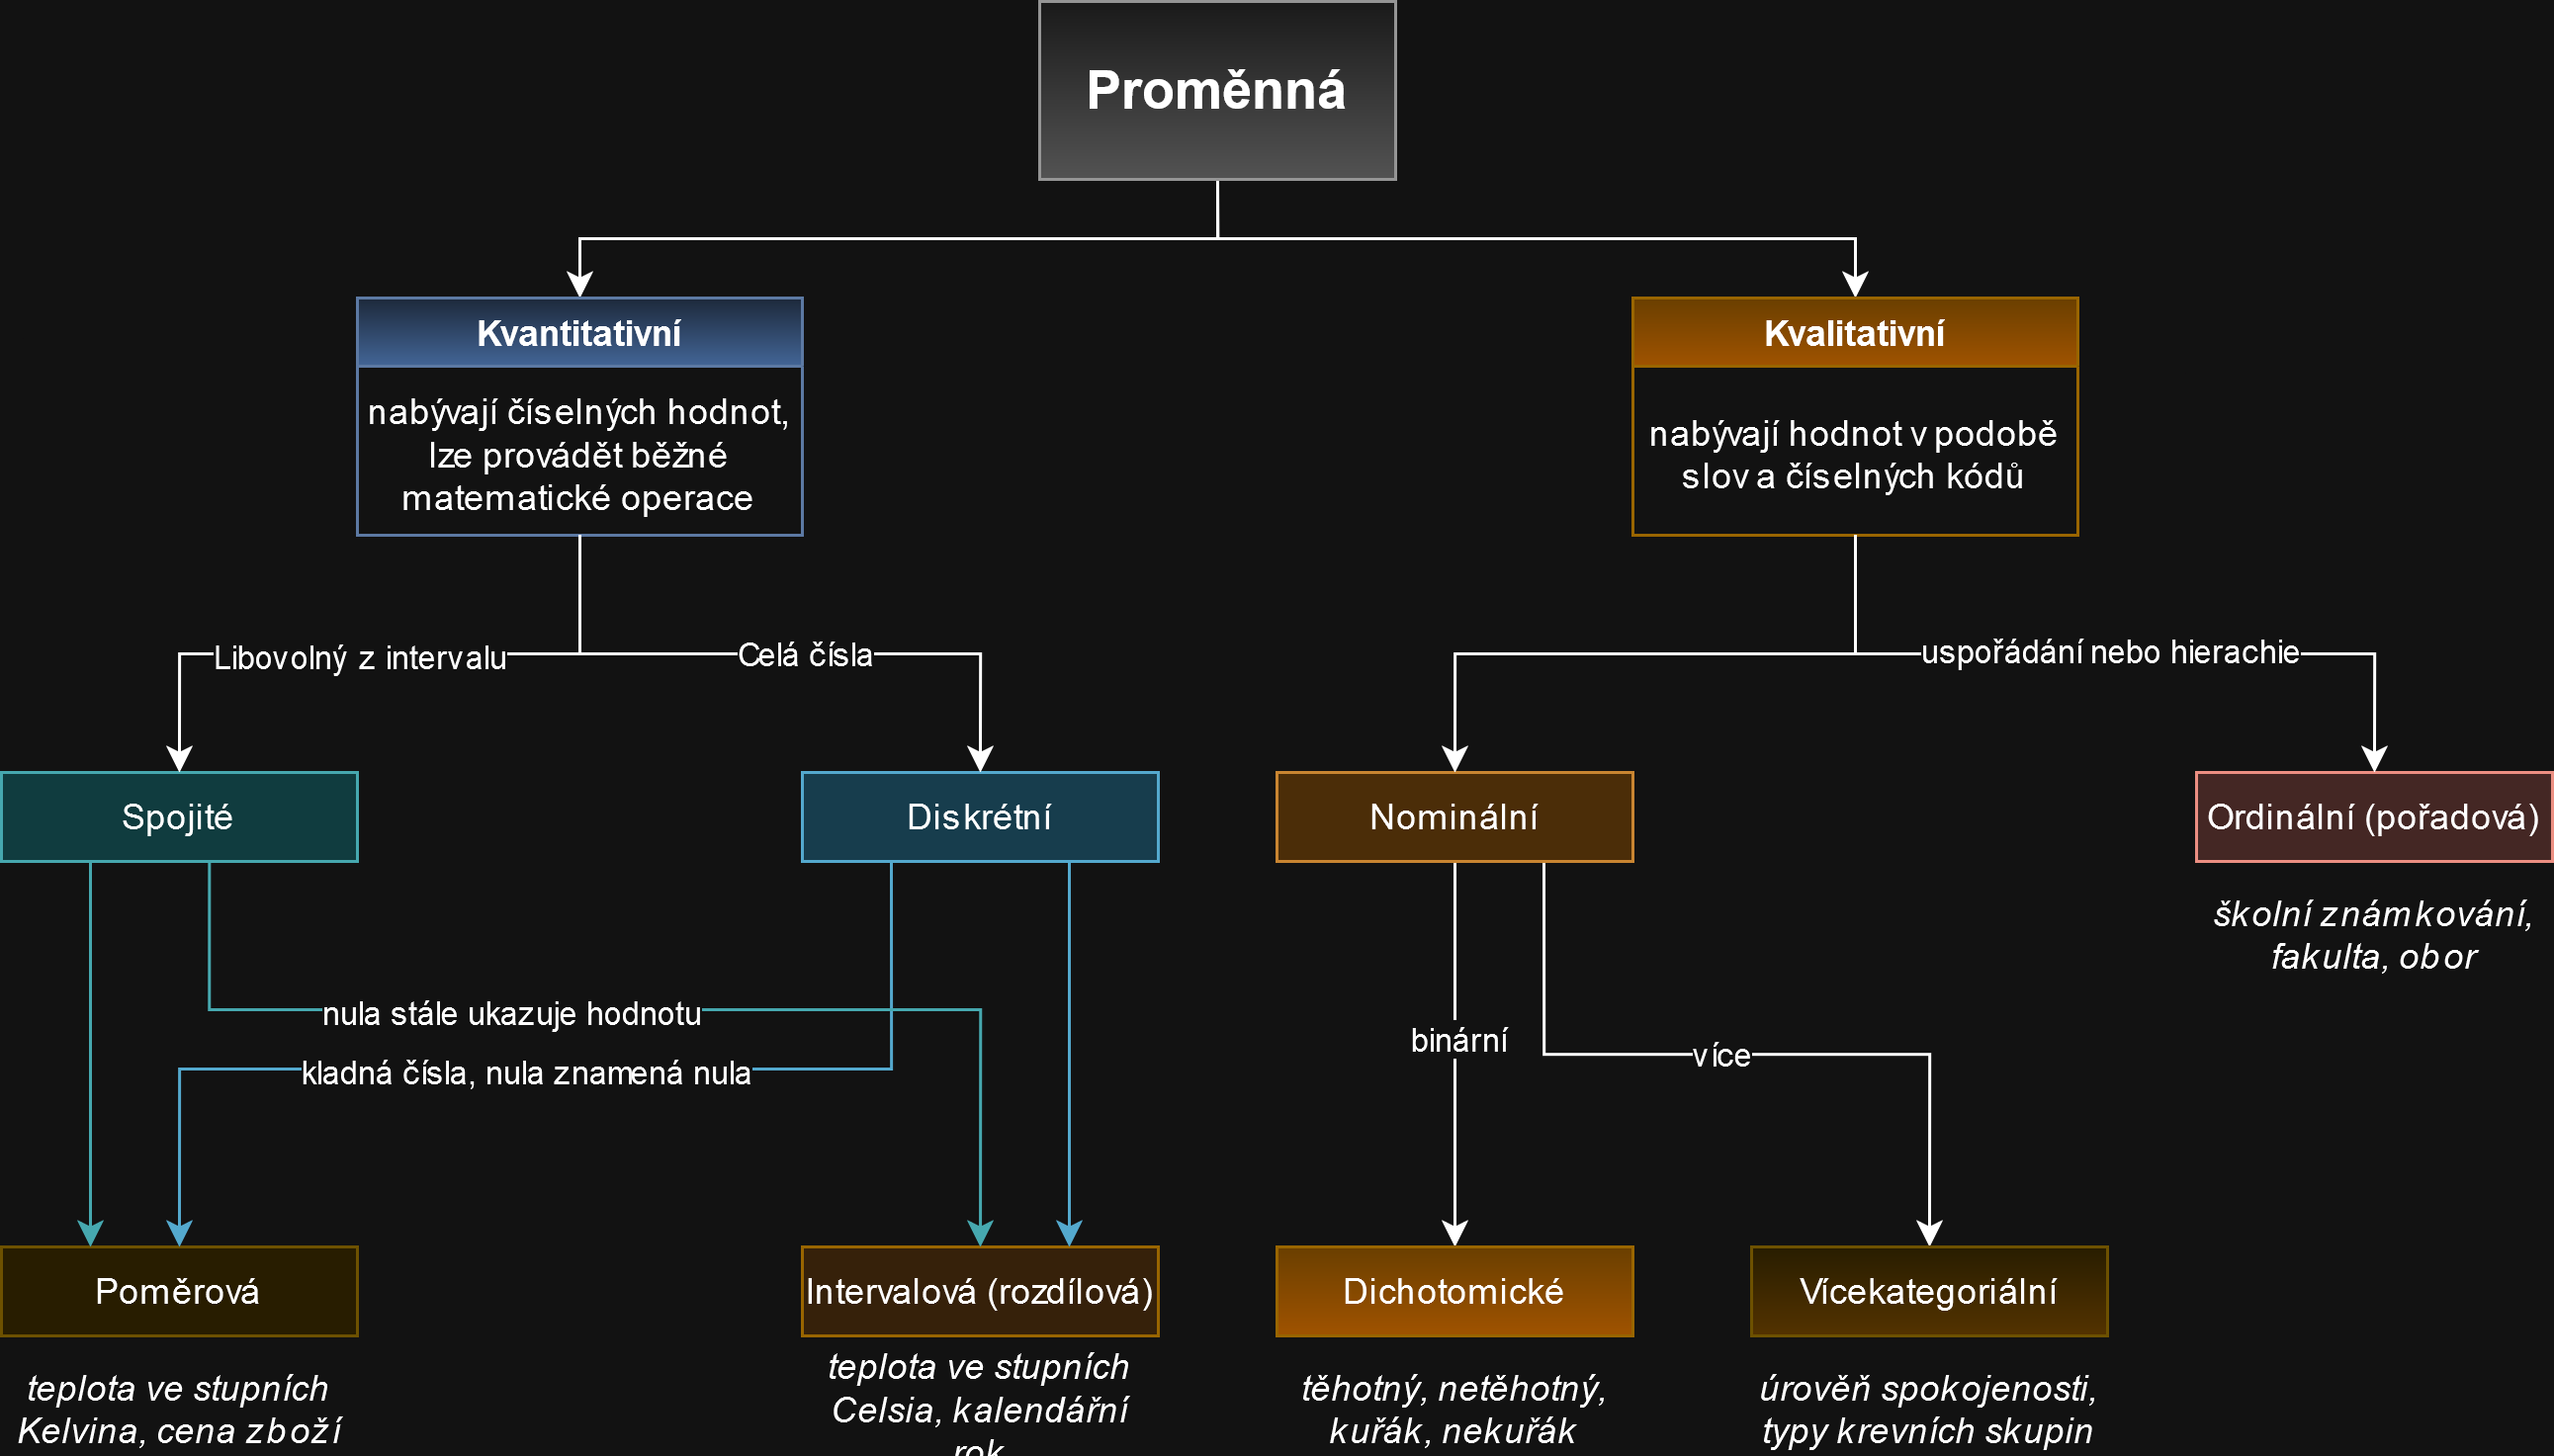 Proměnná
Kvantitativní
nabývají číselných hodnot,
lze provádět běžné
matematické operace
Kvalitativní
nabývají hodnot v podobě
slov a číselných kódů
Libovolný z intervalu
Celá čísla
uspořádání nebo hierachie
Spojité
Diskrétní
Nominální
Ordinální (pořadová)
školní známkování,
fakulta, obor
nula stále ukazuje hodnotu
kladná čísla, nula znamená nula
binární
více
Poměrová
Intervalová (rozdílová)
Dichotomické
Vícekategoriální
teplota ve stupních
Kelvina, cena zboží
teplota ve stupních
Celsia, kalendářní
rok
těhotný, netěhotný,
kuřák, nekuřák
úrověň spokojenosti,
typy krevních skupin